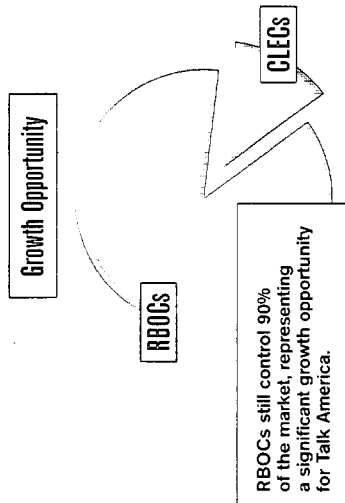 Growth Opportunity
RBOCs
CLECs
RBOCs still control 90%
of the market, representing
a significant growth opportunity
for Talk America.